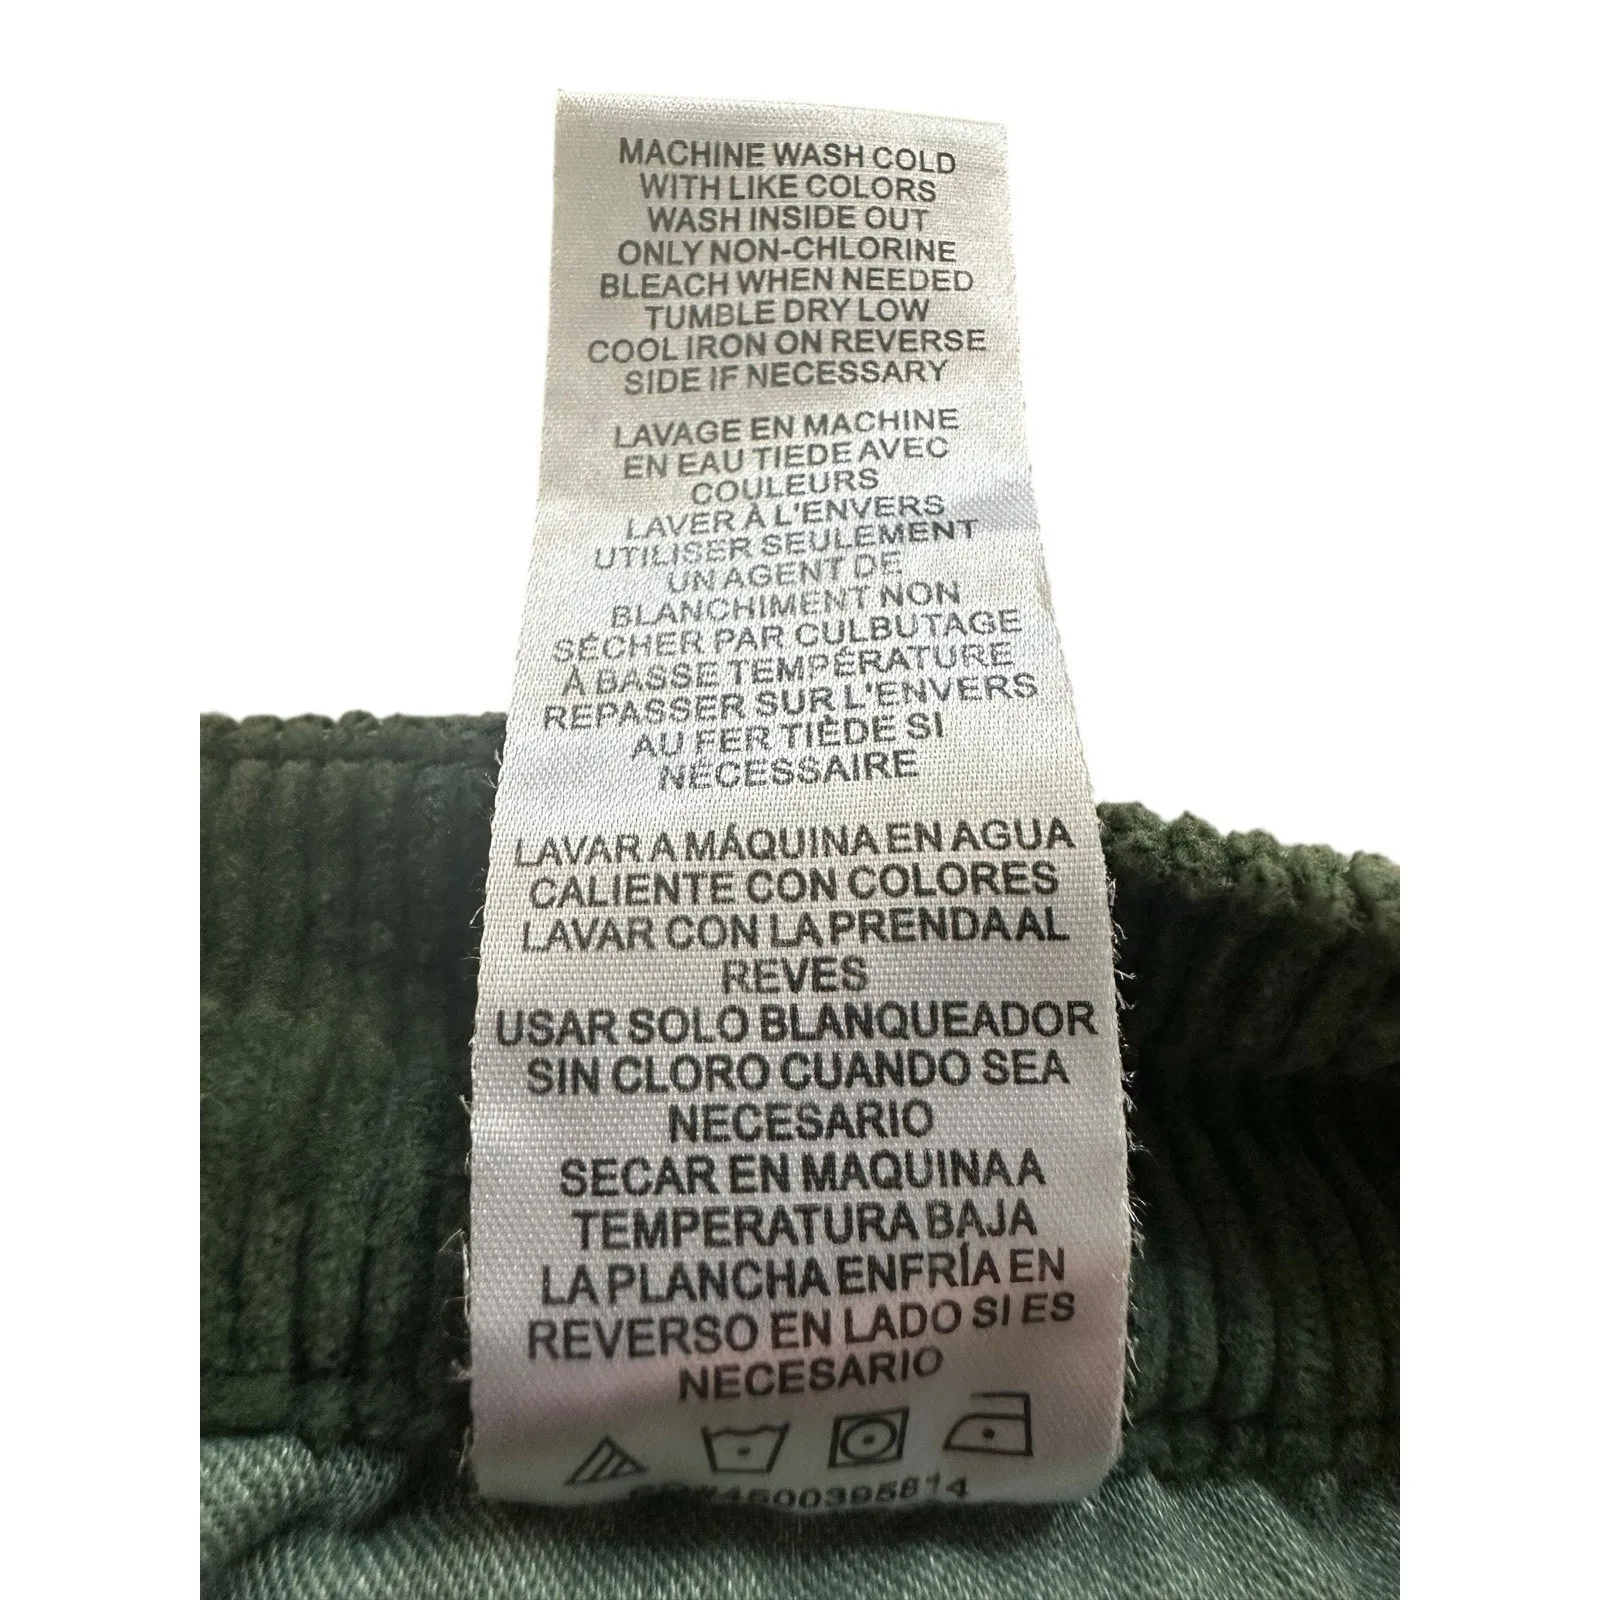 MACHINE WASH COLD
WITH LIKE COLORS
WASH INSIDE OUT
ONLY NON-CHLORINE
BLEACH WHEN NEEDED
TUMBLE DRY LOW
COOL IRON ON REVERSE
SIDE IF NECESSARY
LAVAGE EN MACHINE
EN EAU TIEDE AVEC
COULEURS
LAVER À L'ENVERS
UTILISER SEULEMENT
UN AGENT DE
BLANCHIMENT NON
SÉCHER PAR CULBUTAGE
À BASSE TEMPÉRATURE
REPASSER SUR L'ENVERS
AU FER TIÈDE SI
NÉCESSAIRE
LAVAR A MÁQUINA EN AGUA
CALIENTE CON COLORES
LAVAR CON LA PRENDA AL
REVES
USAR SOLO BLANQUEADOR
SIN CLORO CUANDO SEA
NECESARIO
SECAR EN MAQUINA A
TEMPERATURA BAJA
LA PLANCHA ENFRÍA EN
REVERSO EN LADO SI ES
NECESARIO
4500395814